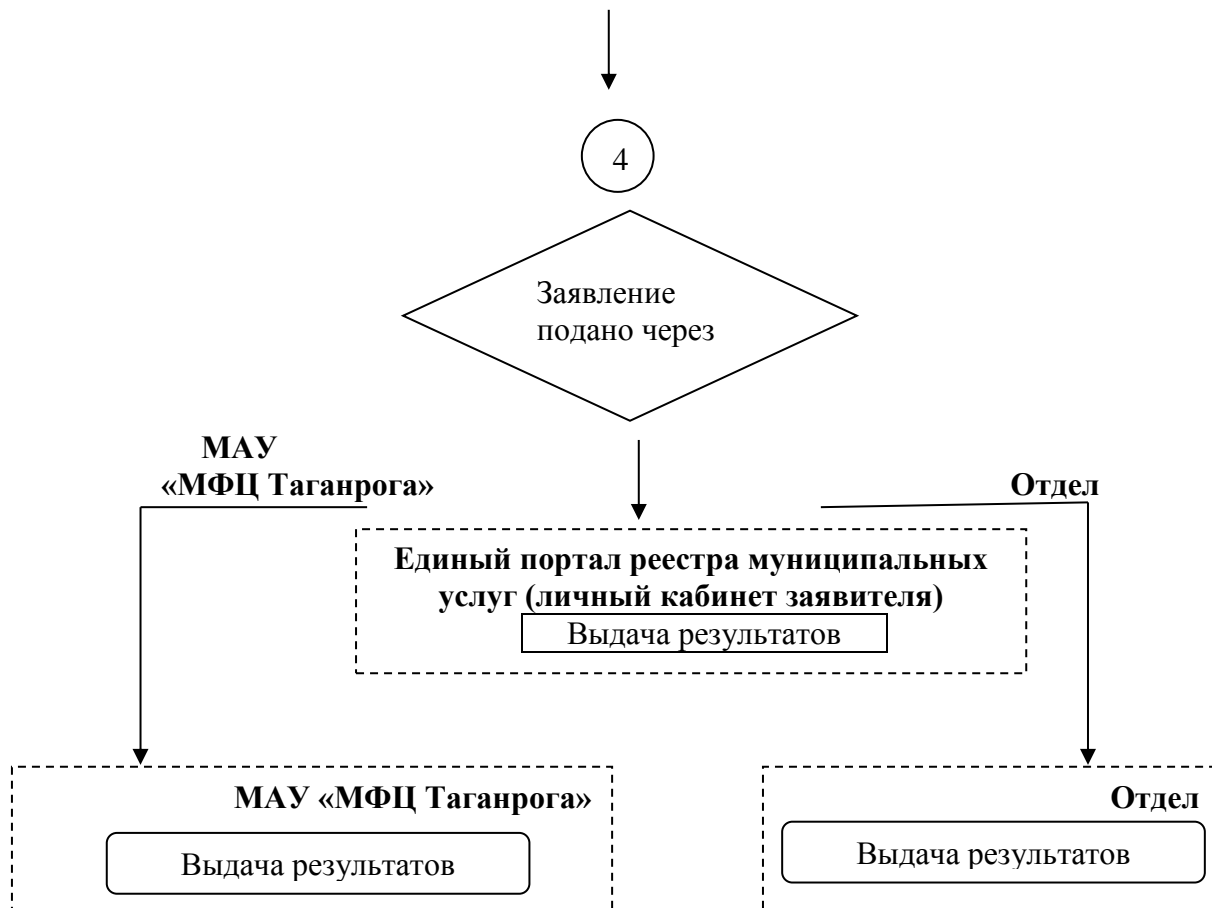 4
Заявление
подано через
МАУ
«МФЦ Таганрога»
Отдел
Единый портал реестра муниципальных
услуг (личный кабинет заявителя)
Выдача результатов
МАУ «МФЦ Таганрога»
Выдача результатов
Отдел
Выдача результатов